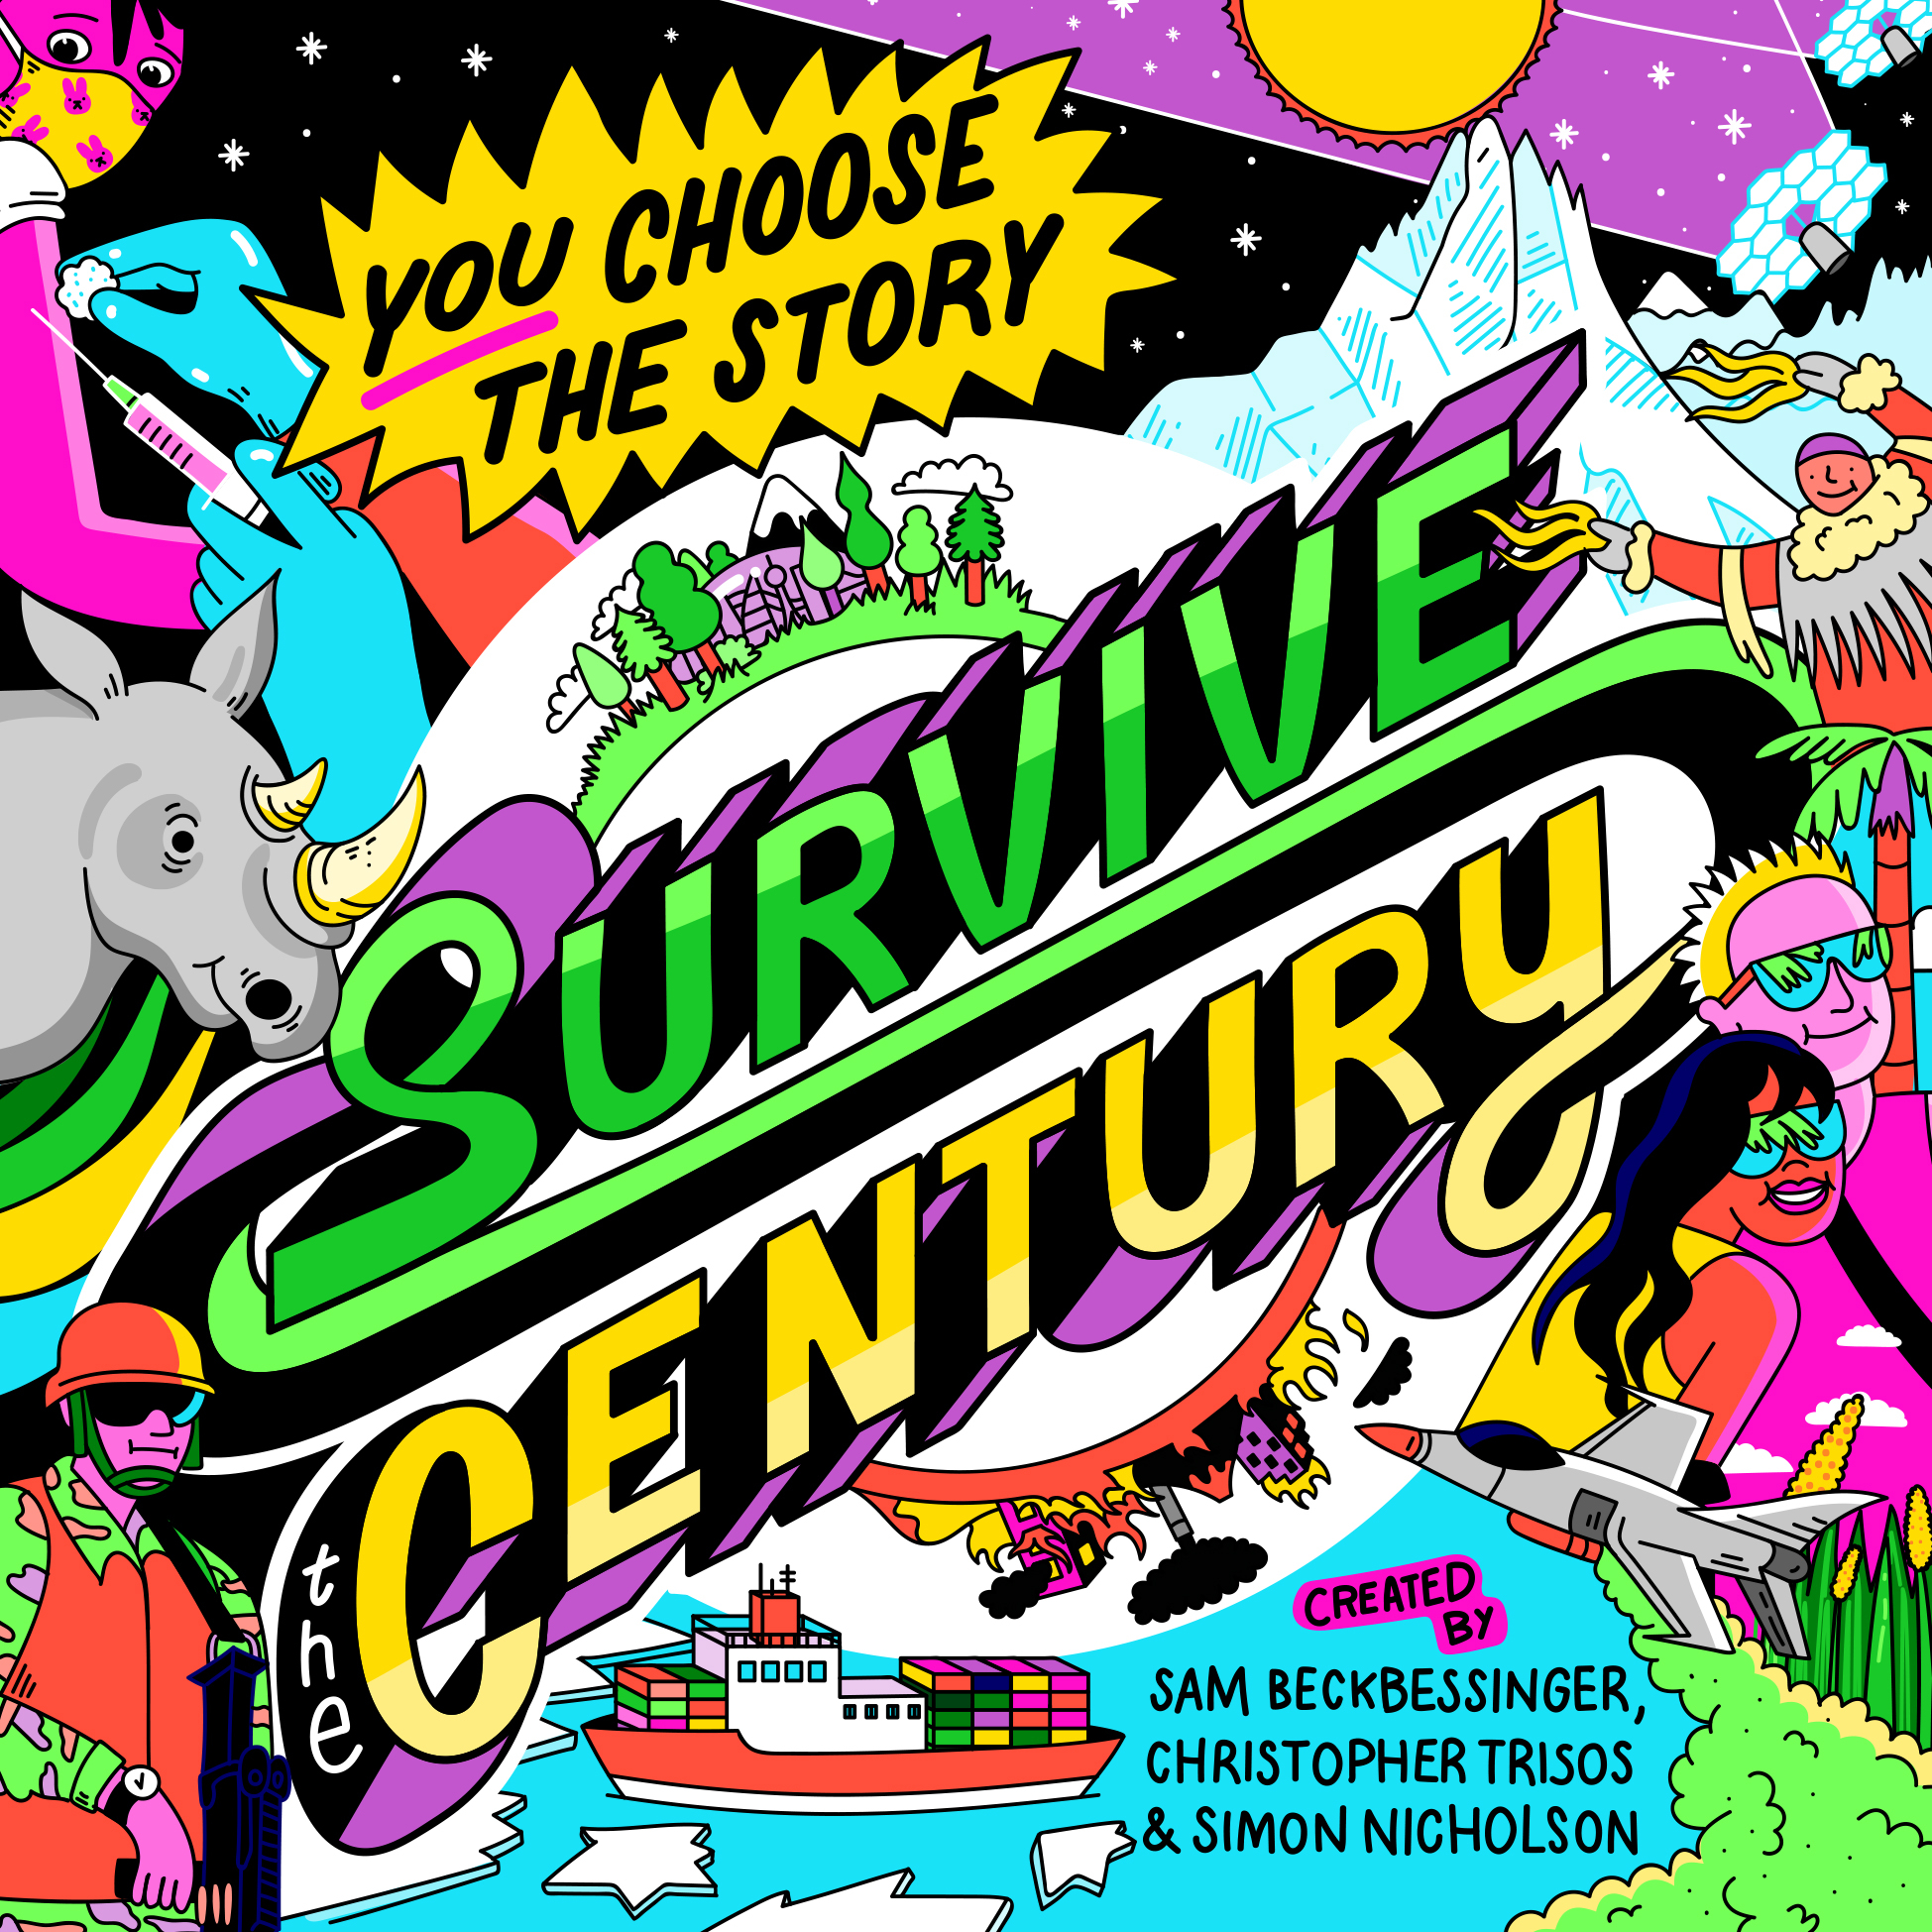 YOU CHOOSE
THE STORY
SURVIVE
the CENTURY
CREATED
BY
SAM BECKBESSINGER,
CHRISTOPHER TRISOS
& SIMON NICHOLSON